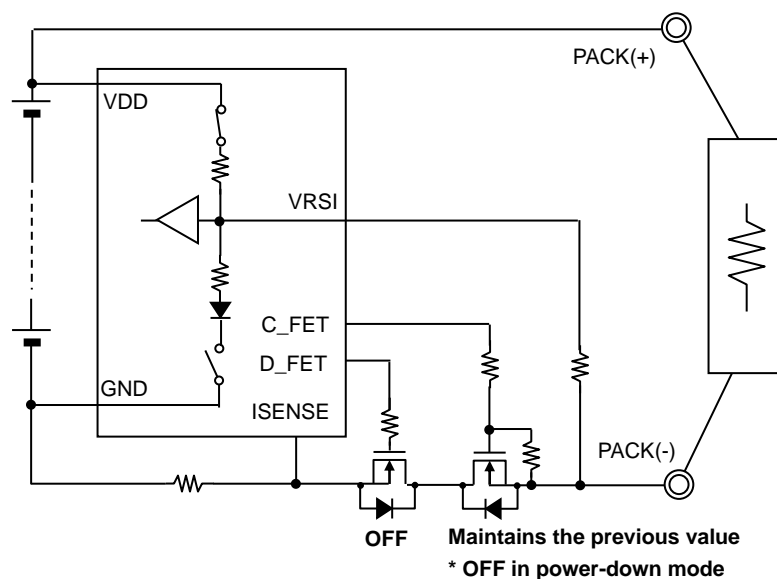 PACK(+)
VDD
VRSI
C_FET
D_FET
GND
ISENSE
PACK(-)
OFF
Maintains the previous value
* OFF in power-down mode